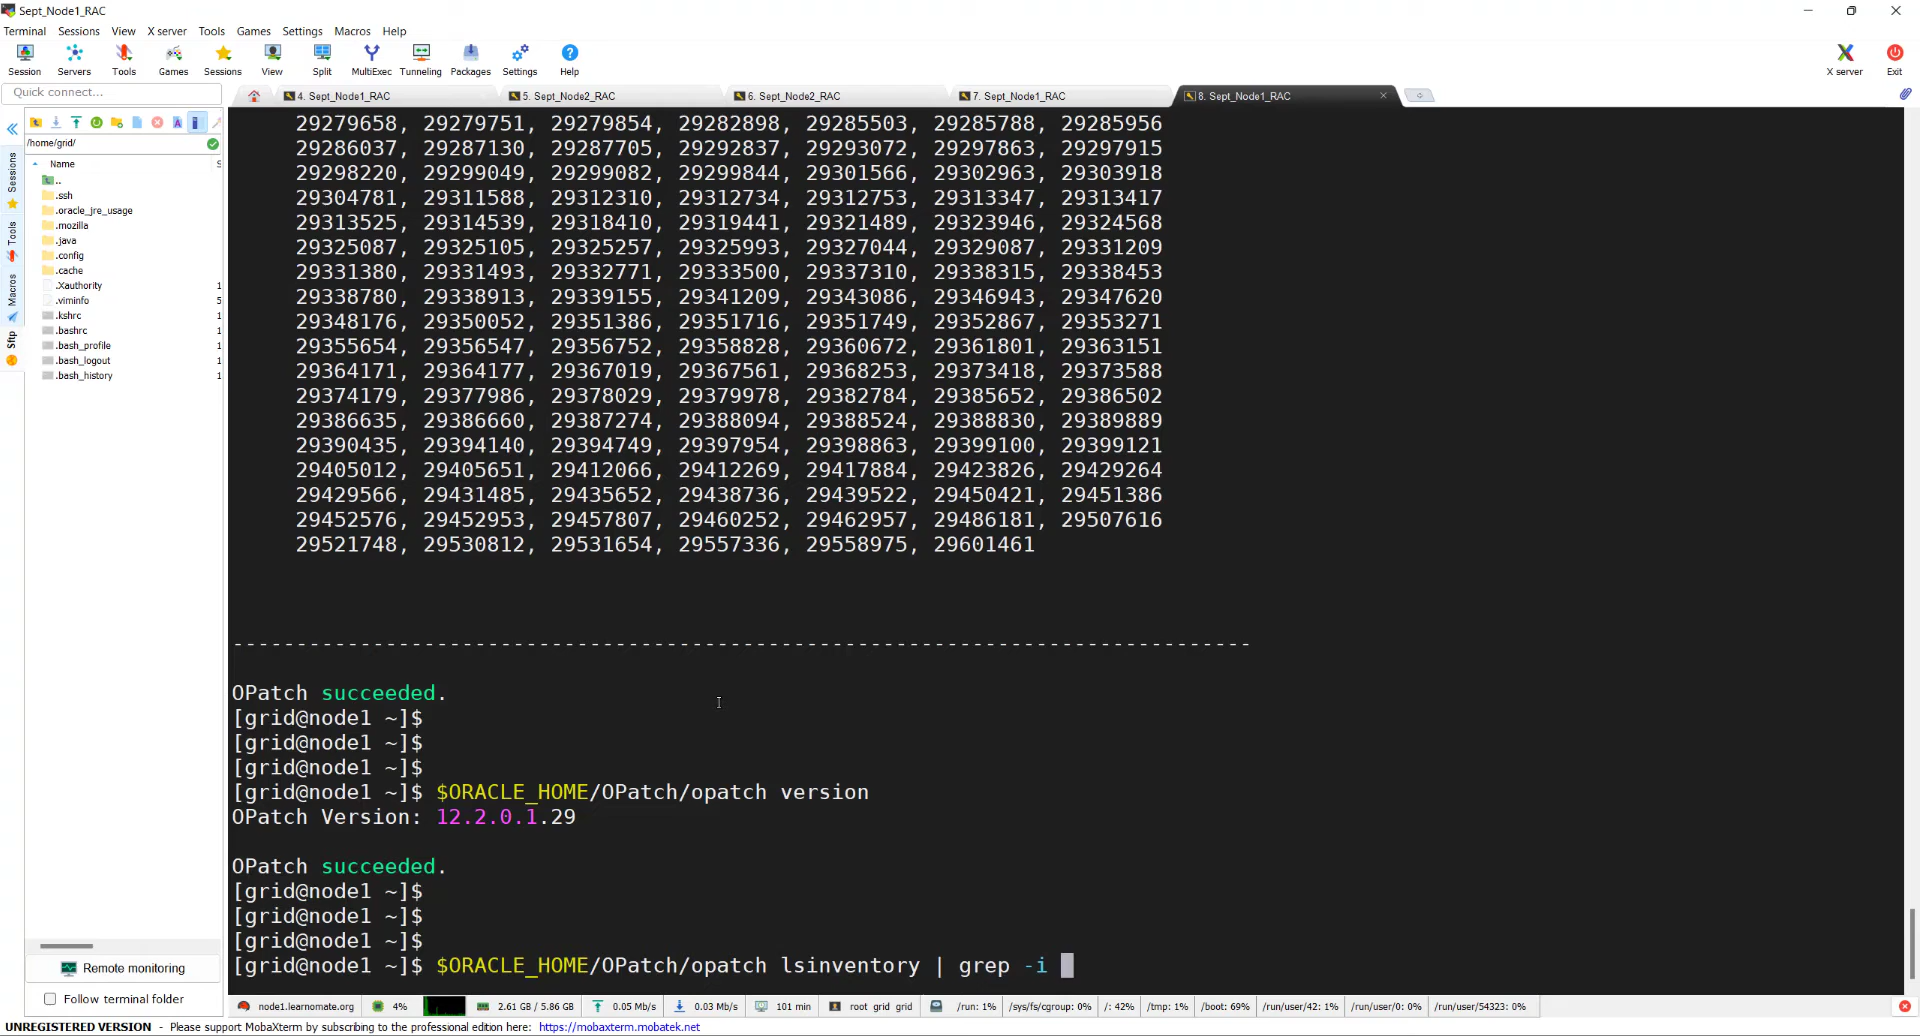 Sept_Node1_RAC
Terminal Sessions View X server Tools Games Settings Macros Help
Session Servers Tools Games Sessions View Split MultiExec Tunneling Packages Settings Help X server Exit
Quick connect...
4. Sept_Node1_RAC 5. Sept_Node2_RAC 6. Sept_Node2_RAC 7. Sept_Node1_RAC 8. Sept_Node1_RAC
/home/grid/
Name S
..
.ssh
.oracle_jre_usage
.mozilla
.java
.config
.cache
.Xauthority 1
.viminfo 5
.kshrc 1
.bashrc 1
.bash_profile 1
.bash_logout 1
.bash_history 1
Sessions
Tools
Macros
Sftp
Remote monitoring
Follow terminal folder
29279658, 29279751, 29279854, 29282898, 29285503, 29285788, 29285956
29286037, 29287130, 29287705, 29292837, 29293072, 29297863, 29297915
29298220, 29299049, 29299082, 29299844, 29301566, 29302963, 29303918
29304781, 29311588, 29312310, 29312734, 29312753, 29313347, 29313417
29313525, 29314539, 29318410, 29319441, 29321489, 29323946, 29324568
29325087, 29325105, 29325257, 29325993, 29327044, 29329087, 29331209
29331380, 29331493, 29332771, 29333500, 29337310, 29338315, 29338453
29338780, 29338913, 29339155, 29341209, 29343086, 29346943, 29347620
29348176, 29350052, 29351386, 29351716, 29351749, 29352867, 29353271
29355654, 29356547, 29356752, 29358828, 29360672, 29361801, 29363151
29364171, 29364177, 29367019, 29367561, 29368253, 29373418, 29373588
29374179, 29377986, 29378029, 29379978, 29382784, 29385652, 29386502
29386635, 29386660, 29387274, 29388094, 29388524, 29388830, 29389889
29390435, 29394140, 29394749, 29397954, 29398863, 29399100, 29399121
29405012, 29405651, 29412066, 29412269, 29417884, 29423826, 29429264
29429566, 29431485, 29435652, 29438736, 29439522, 29450421, 29451386
29452576, 29452953, 29457807, 29460252, 29462957, 29486181, 29507616
29521748, 29530812, 29531654, 29557336, 29558975, 29601461
--------------------------------------------------------------------------------
OPatch succeeded.
[grid@node1 ~]$
[grid@node1 ~]$
[grid@node1 ~]$
[grid@node1 ~]$ $ORACLE_HOME/OPatch/opatch version
OPatch Version: 12.2.0.1.29
OPatch succeeded.
[grid@node1 ~]$
[grid@node1 ~]$
[grid@node1 ~]$
[grid@node1 ~]$ $ORACLE_HOME/OPatch/opatch lsinventory | grep -i
node1.learnomate.org 4% 2.61 GB / 5.86 GB 0.05 Mb/s 0.03 Mb/s 101 min root grid grid /run: 1% /sys/fs/cgroup: 0% /: 42% /tmp: 1% /boot: 69% /run/user/42: 1% /run/user/0: 0% /run/user/54323: 0%
UNREGISTERED VERSION - Please support MobaXterm by subscribing to the professional edition here: https://mobaxterm.mobatek.net